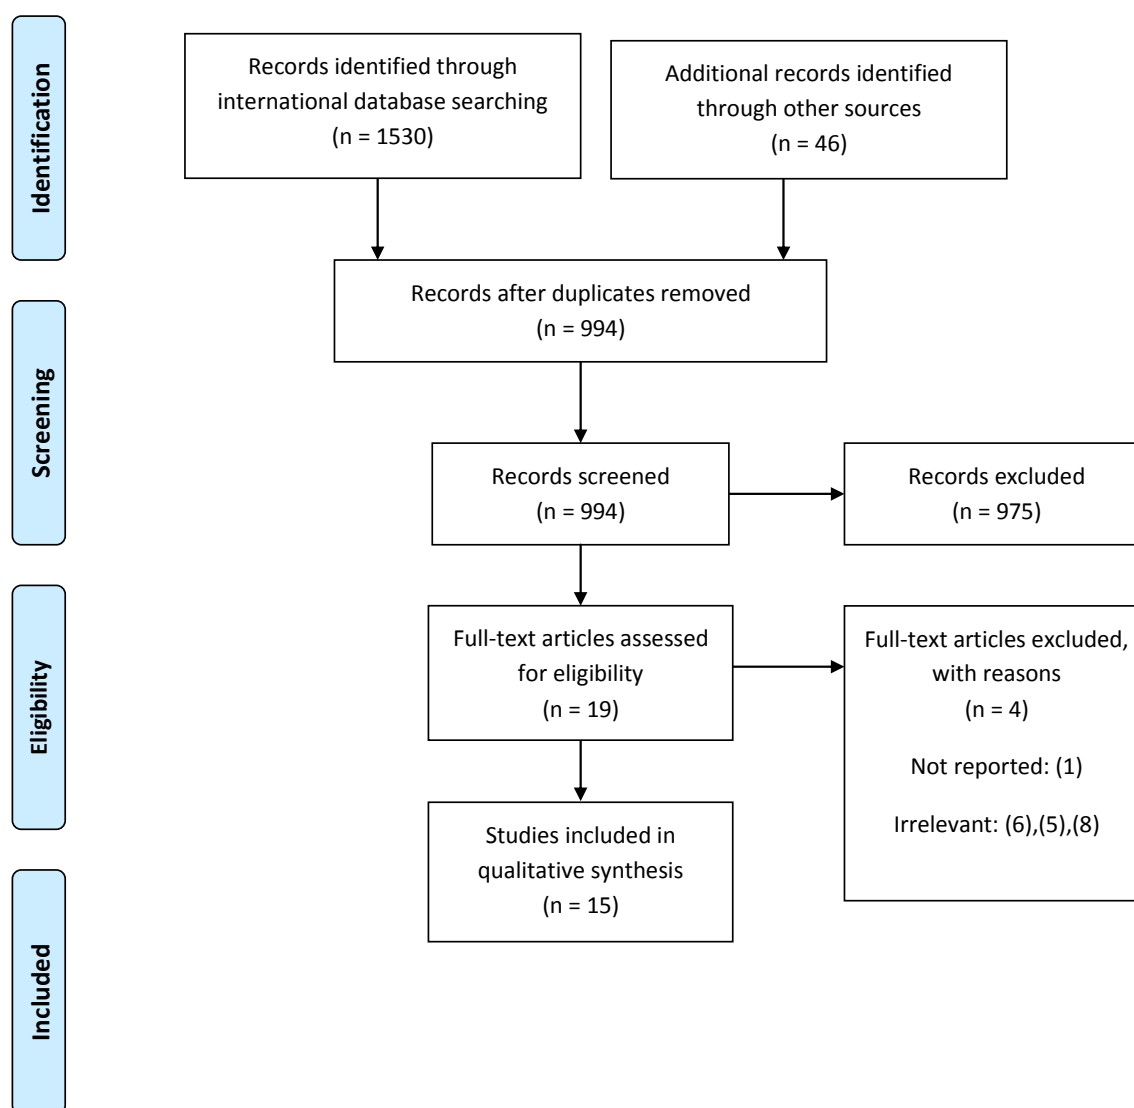 Identification
Records identified through
international database searching
(n = 1530)
Additional records identified
through other sources
(n = 46)
Records after duplicates removed
(n = 994)
Screening
Records screened
(n = 994)
Records excluded
(n = 975)
Eligibility
Full-text articles assessed
for eligibility
(n = 19)
Full-text articles excluded,
with reasons
(n = 4)
Not reported: (1)
Irrelevant: (6),(5),(8)
Included
Studies included in
qualitative synthesis
(n = 15)